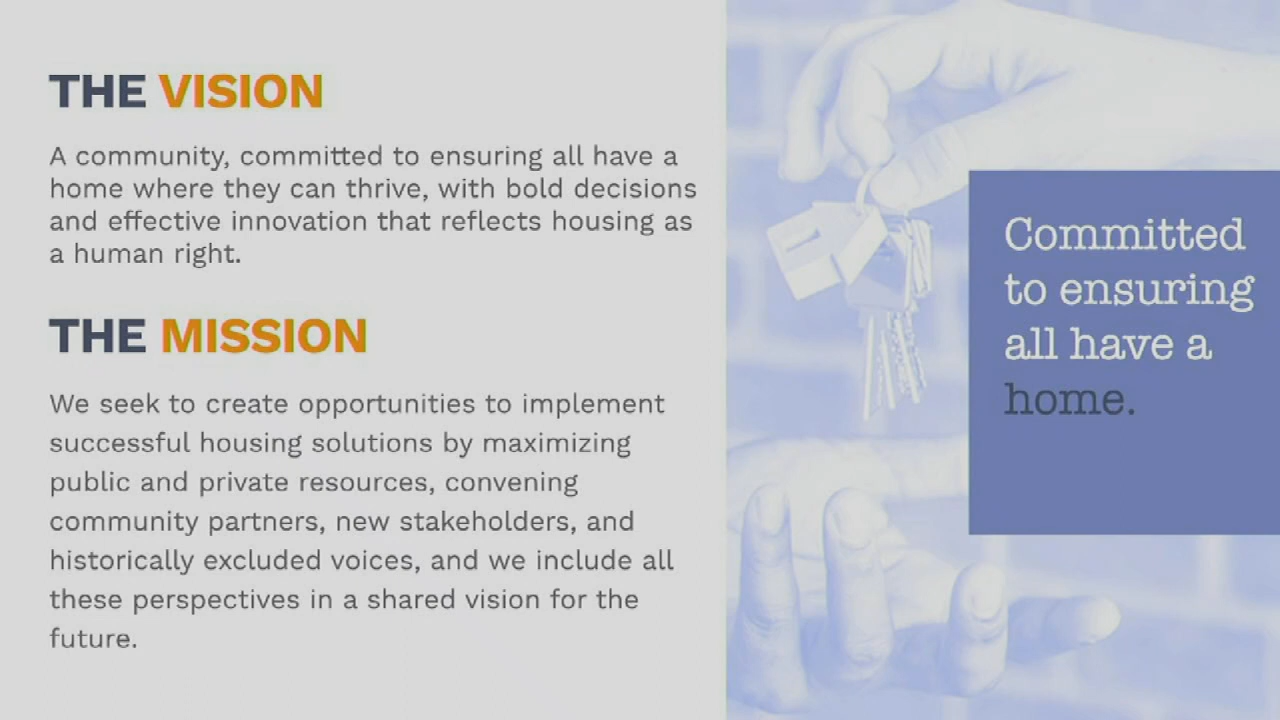 THE VISION
A community, committed to ensuring all have a
home where they can thrive, with bold decisions
and effective innovation that reflects housing as
a human right.
THE MISSION
We seek to create opportunities to implement
successful housing solutions by maximizing
public and private resources, convening
community partners, new stakeholders, and
historically excluded voices, and we include all
these perspectives in a shared vision for the
future.
Committed
to ensuring
all have a
home.